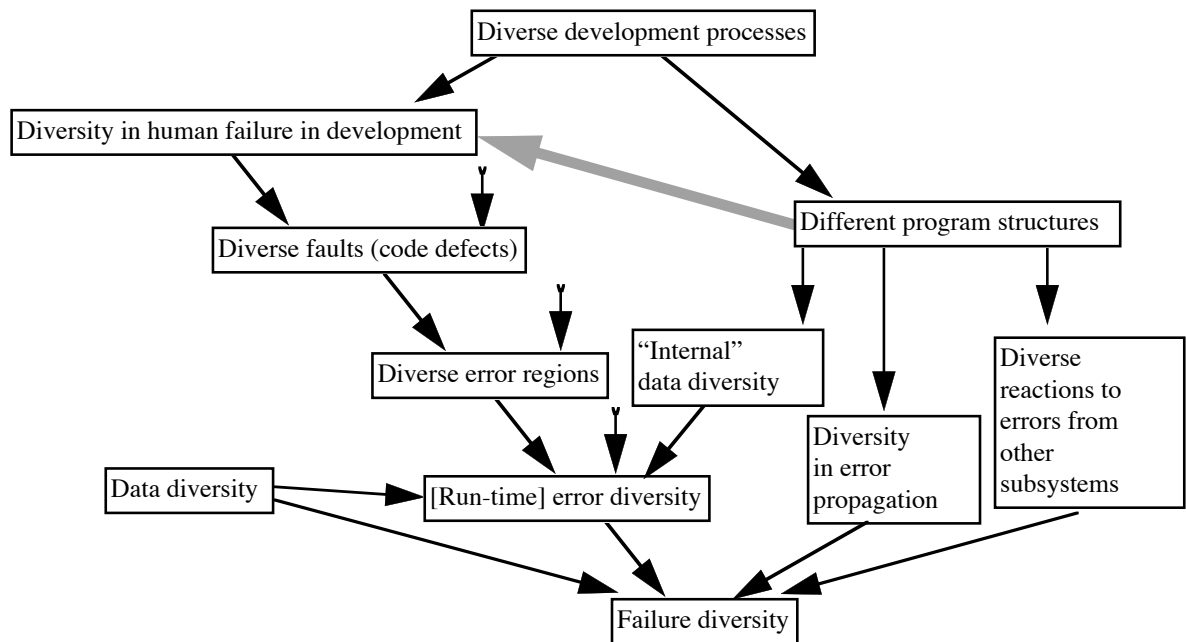 Diverse development processes
Diversity in human failure in development
Different program structures
Diverse faults (code defects)
“Internal”
data diversity
Diverse error regions
Diverse
reactions to
errors from
other
subsystems
Diversity
in error
propagation
Data diversity
[Run-time] error diversity
Failure diversity